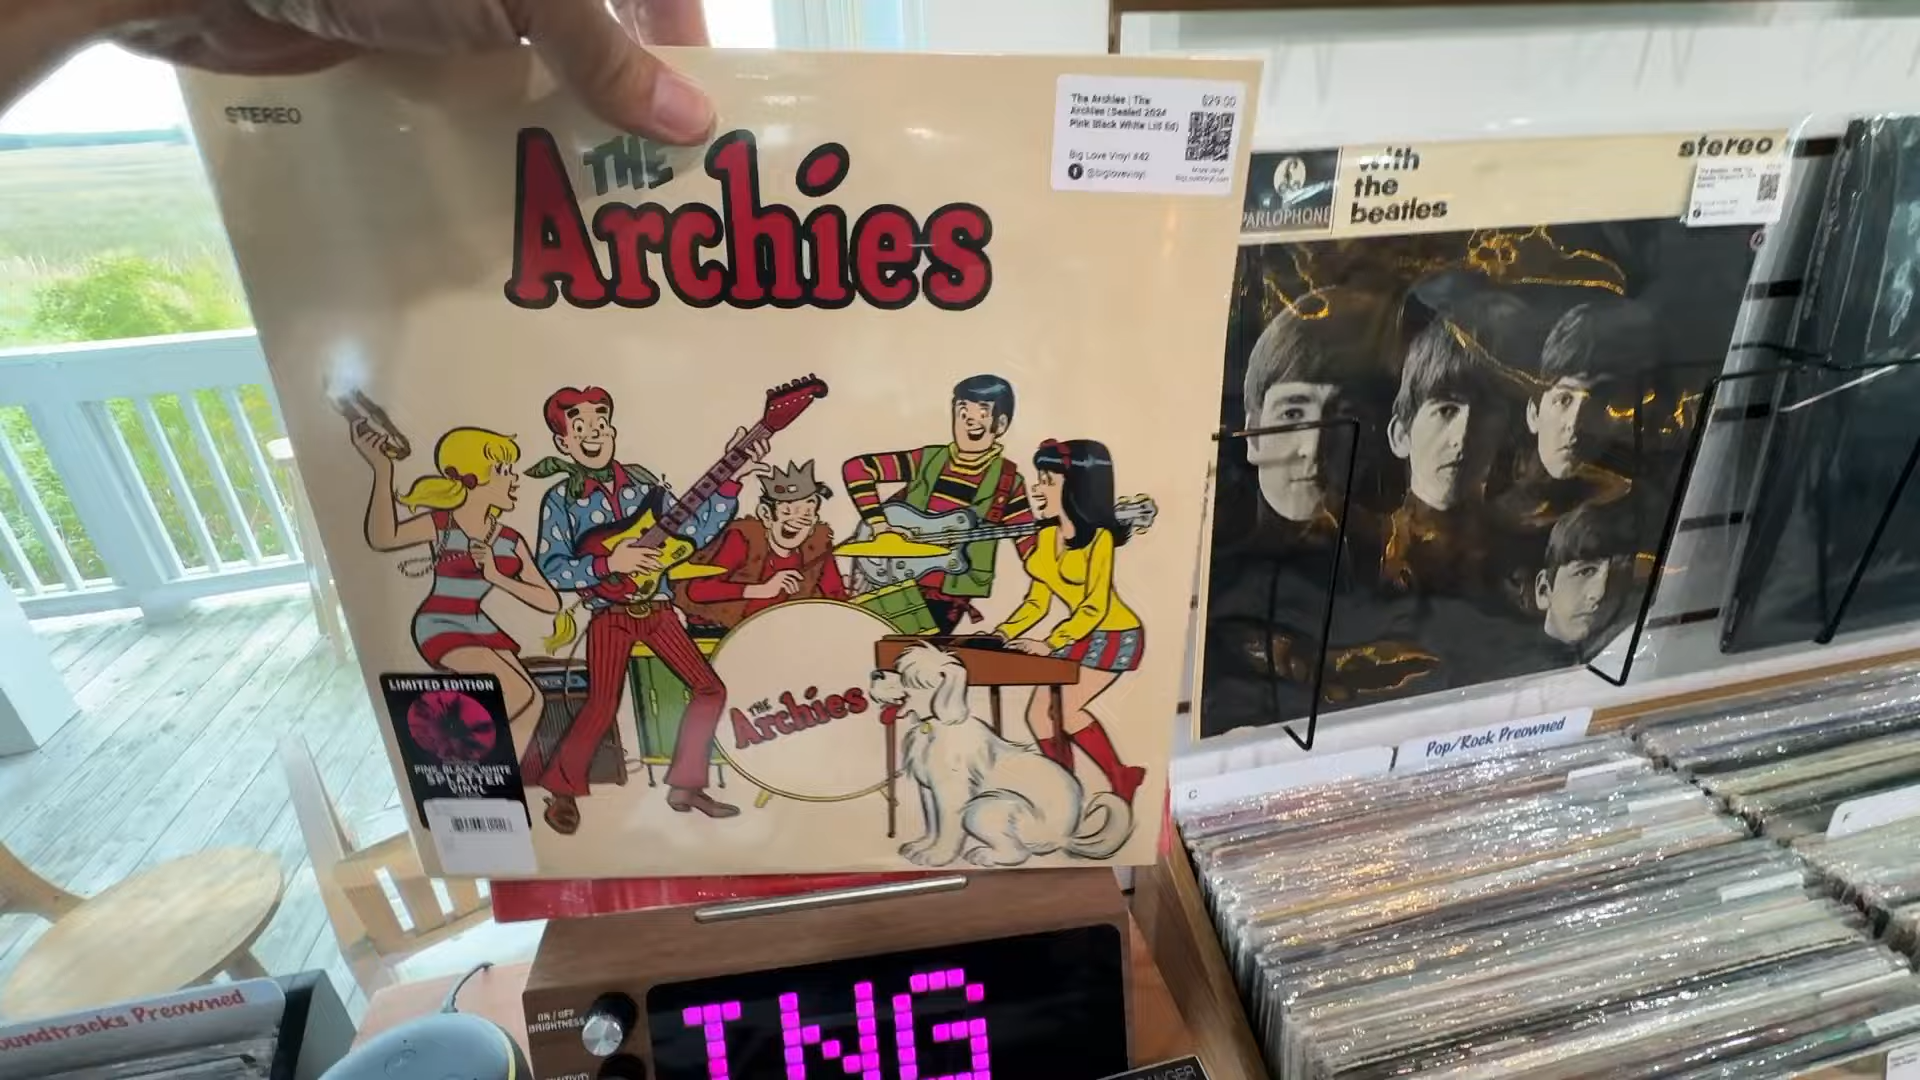 STEREO
THE
Archies
The Archies | The
Archies (Sealed 2024
Pink Black White Ltd Ed)
$29.00
Big Love Vinyl #42
@biglovevinyl
THE
Archies
LIMITED EDITION
PINK, BLACK, WHITE
SPLATTER
VINYL
PARLOPHONE
with
the
beatles
stereo
Pop/Rock Preowned
C
F
oundtracks Preowned
ON / OFF
BRIGHTNESS
ING